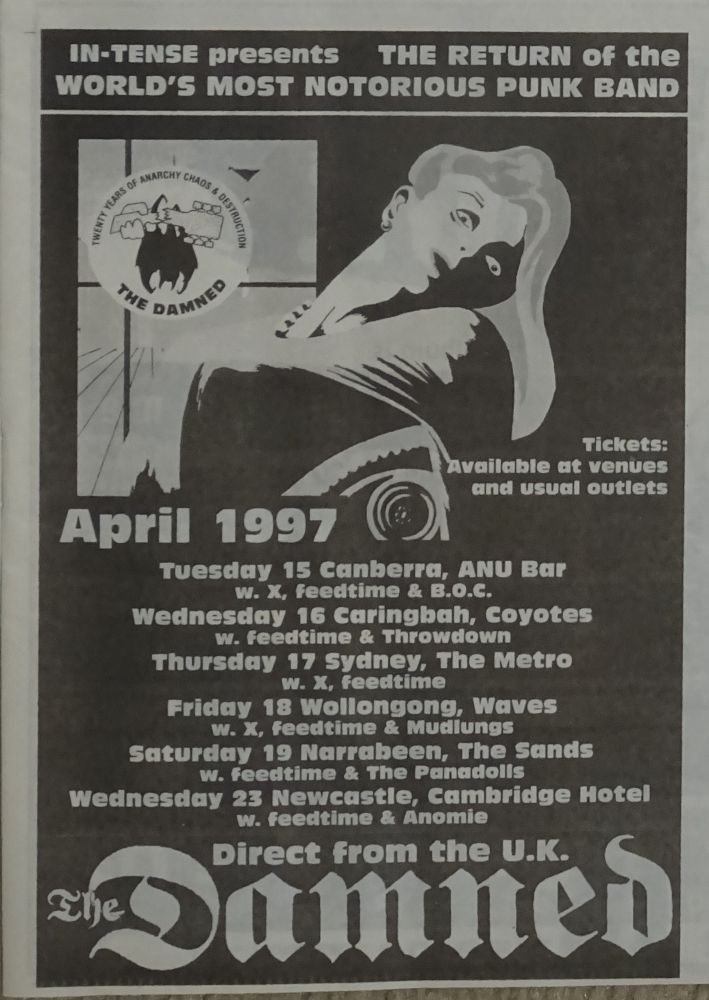 IN-TENSE presents THE RETURN of the
WORLD'S MOST NOTORIOUS PUNK BAND
TWENTY YEARS OF ANARCHY CHAOS & DESTRUCTION
THE DAMNED
Tickets:
Available at venues
and usual outlets
April 1997
Tuesday 15 Canberra, ANU Bar
w. X, feedtime & B.O.C.
Wednesday 16 Caringbah, Coyotes
w. feedtime & Throwdown
Thursday 17 Sydney, The Metro
w. X, feedtime
Friday 18 Wollongong, Waves
w. X, feedtime & Mudlungs
Saturday 19 Narrabeen, The Sands
w. feedtime & The Panadolls
Wednesday 23 Newcastle, Cambridge Hotel
w. feedtime & Anomie
Direct from the U.K.
The Damned